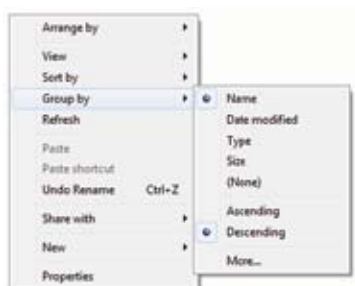 Arrange by
View
Sort by
Group by
Refresh
Paste
Paste shortcut
Undo Rename Ctrl+Z
Share with
New
Properties
Name
Date modified
Type
Size
(None)
Ascending
Descending
More...